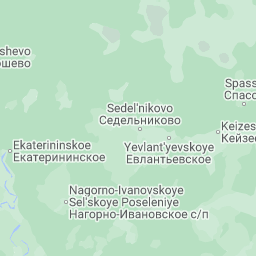 shevo
ошево
Spass
Спасс
Sedel'nikovo
Седельниково
Keizes
Кейзес
Ekaterininskoe
Екатерининское
Yevlant'yevskoye
Евлантьевское
Nagorno-Ivanovskoye
Sel'skoye Poseleniye
Нагорно-Ивановское с/п